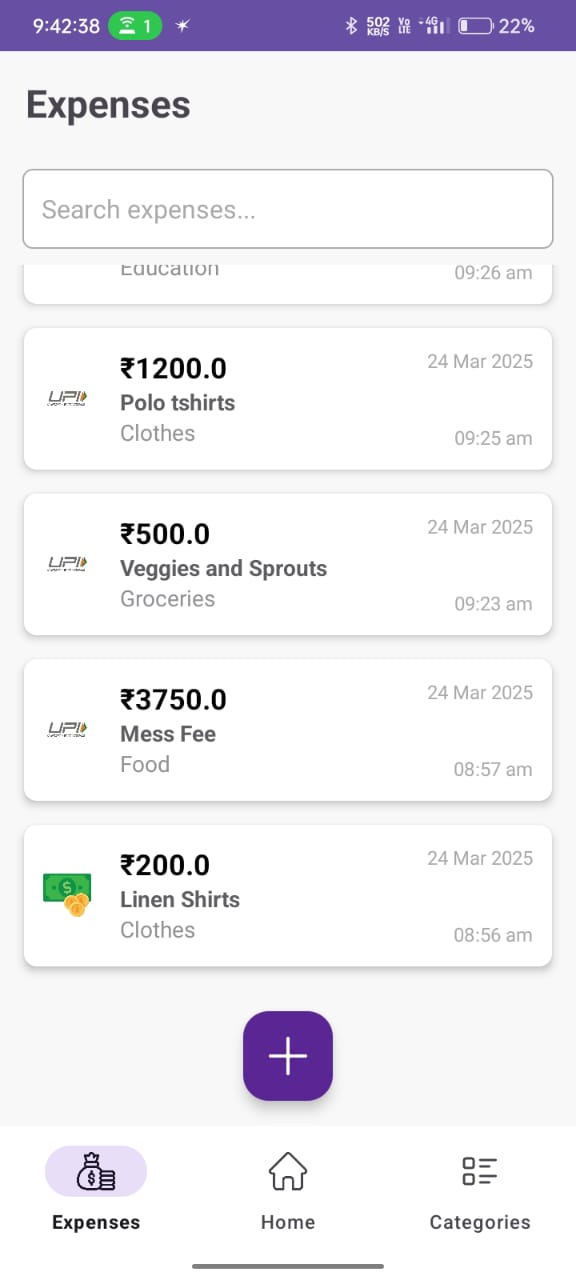 9:42:38 1 502 KB/S Vo LTE 4G 22%
Expenses
Search expenses...
Education 09:26 am
₹1200.0 24 Mar 2025
Polo tshirts
Clothes 09:25 am
UPI
₹500.0 24 Mar 2025
Veggies and Sprouts
Groceries 09:23 am
UPI
₹3750.0 24 Mar 2025
Mess Fee
Food 08:57 am
UPI
₹200.0 24 Mar 2025
Linen Shirts
Clothes 08:56 am
Expenses Home Categories